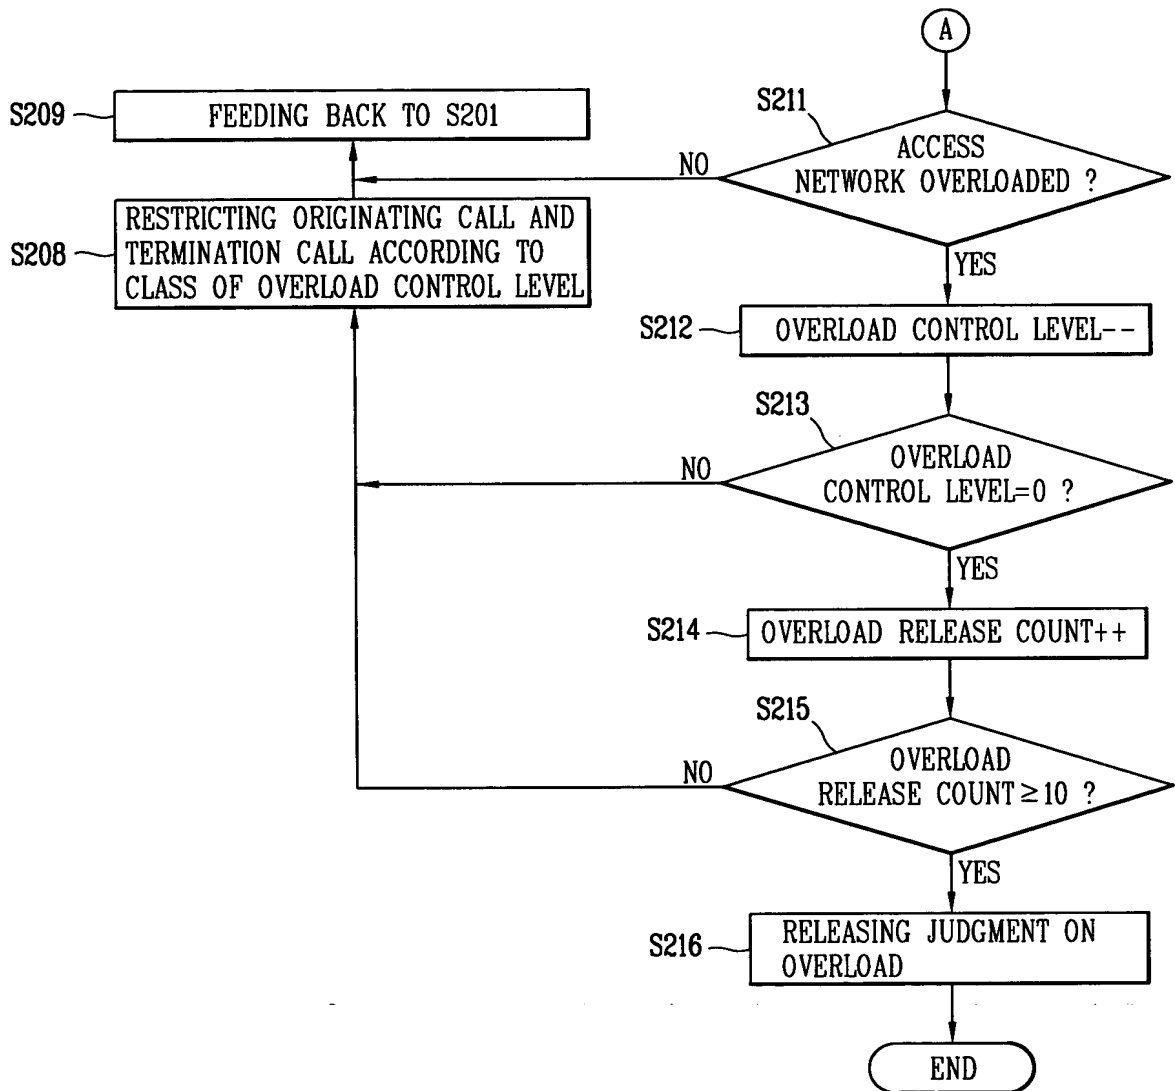 A
S211
S209
FEEDING BACK TO S201
ACCESS
NETWORK OVERLOADED ?
NO
S208
RESTRICTING ORIGINATING CALL AND
TERMINATION CALL ACCORDING TO
CLASS OF OVERLOAD CONTROL LEVEL
YES
S212
OVERLOAD CONTROL LEVEL--
S213
OVERLOAD
CONTROL LEVEL=0 ?
NO
YES
S214
OVERLOAD RELEASE COUNT++
S215
OVERLOAD
RELEASE COUNT≥10 ?
NO
YES
S216
RELEASING JUDGMENT ON
OVERLOAD
END